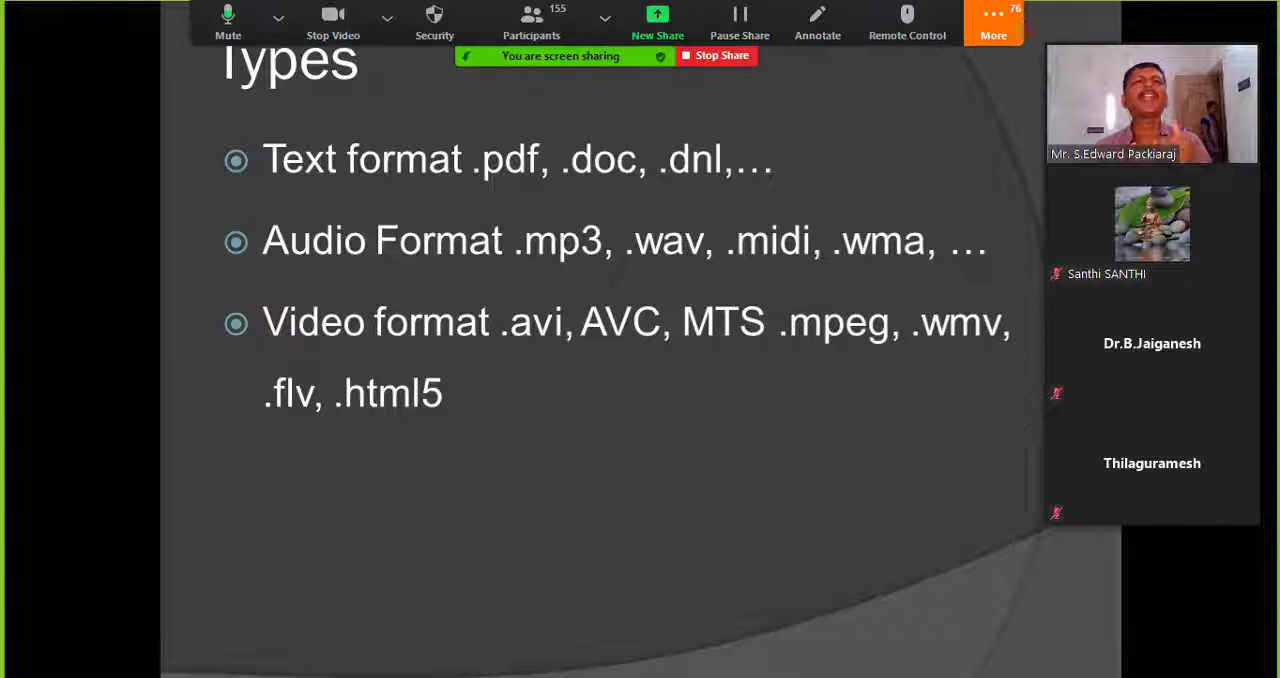 155
76
Mute
Stop Video
Security
Participants
New Share
Pause Share
Annotate
Remote Control
More
You are screen sharing
Stop Share
Types
Text format .pdf, .doc, .dnl,...
Audio Format .mp3, .wav, .midi, .wma, ...
Video format .avi, AVC, MTS .mpeg, .wmv,
.flv, .html5
Mr. S.Edward Packiaraj
Santhi SANTHI
Dr.B.Jaiganesh
Thilaguramesh